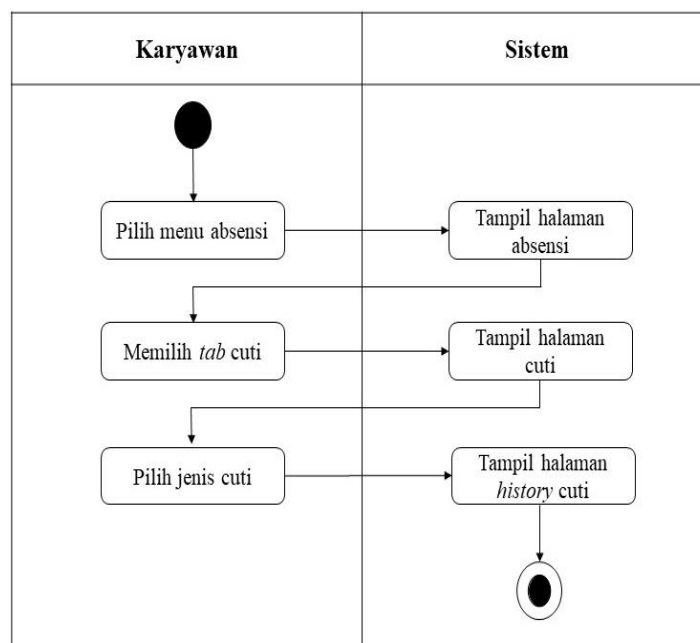 Karyawan
Sistem
Pilih menu absensi
Tampil halaman
absensi
Memilih tab cuti
Tampil halaman
cuti
Pilih jenis cuti
Tampil halaman
history cuti